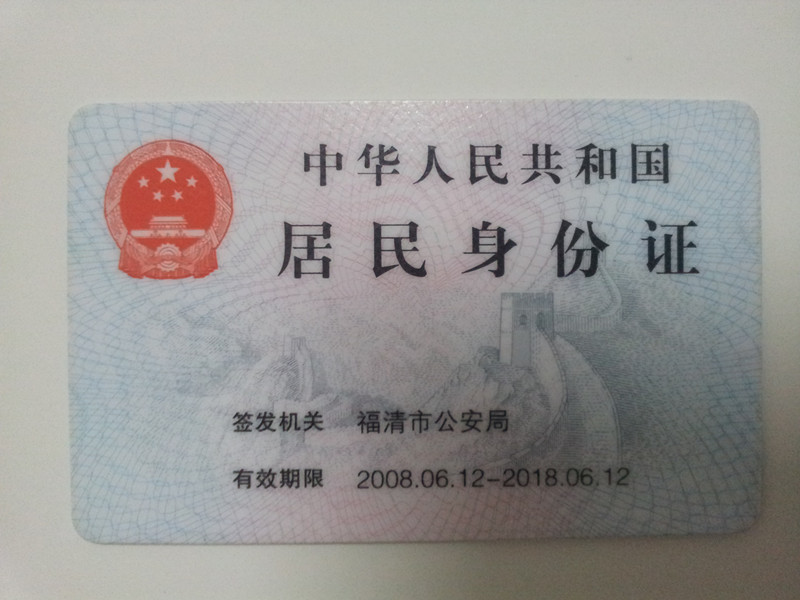 中华人民共和国
居民身份证
签发机关 福清市公安局
有效期限 2008.06.12-2018.06.12